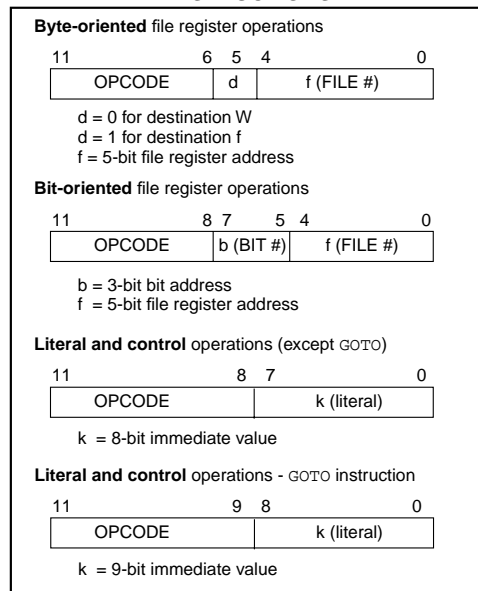 Byte-oriented file register operations
11 6 5 4 0
OPCODE d f (FILE #)
d = 0 for destination W
d = 1 for destination f
f = 5-bit file register address
Bit-oriented file register operations
11 8 7 5 4 0
OPCODE b (BIT #) f (FILE #)
b = 3-bit bit address
f = 5-bit file register address
Literal and control operations (except GOTO)
11 8 7 0
OPCODE k (literal)
k = 8-bit immediate value
Literal and control operations - GOTO instruction
11 9 8 0
OPCODE k (literal)
k = 9-bit immediate value